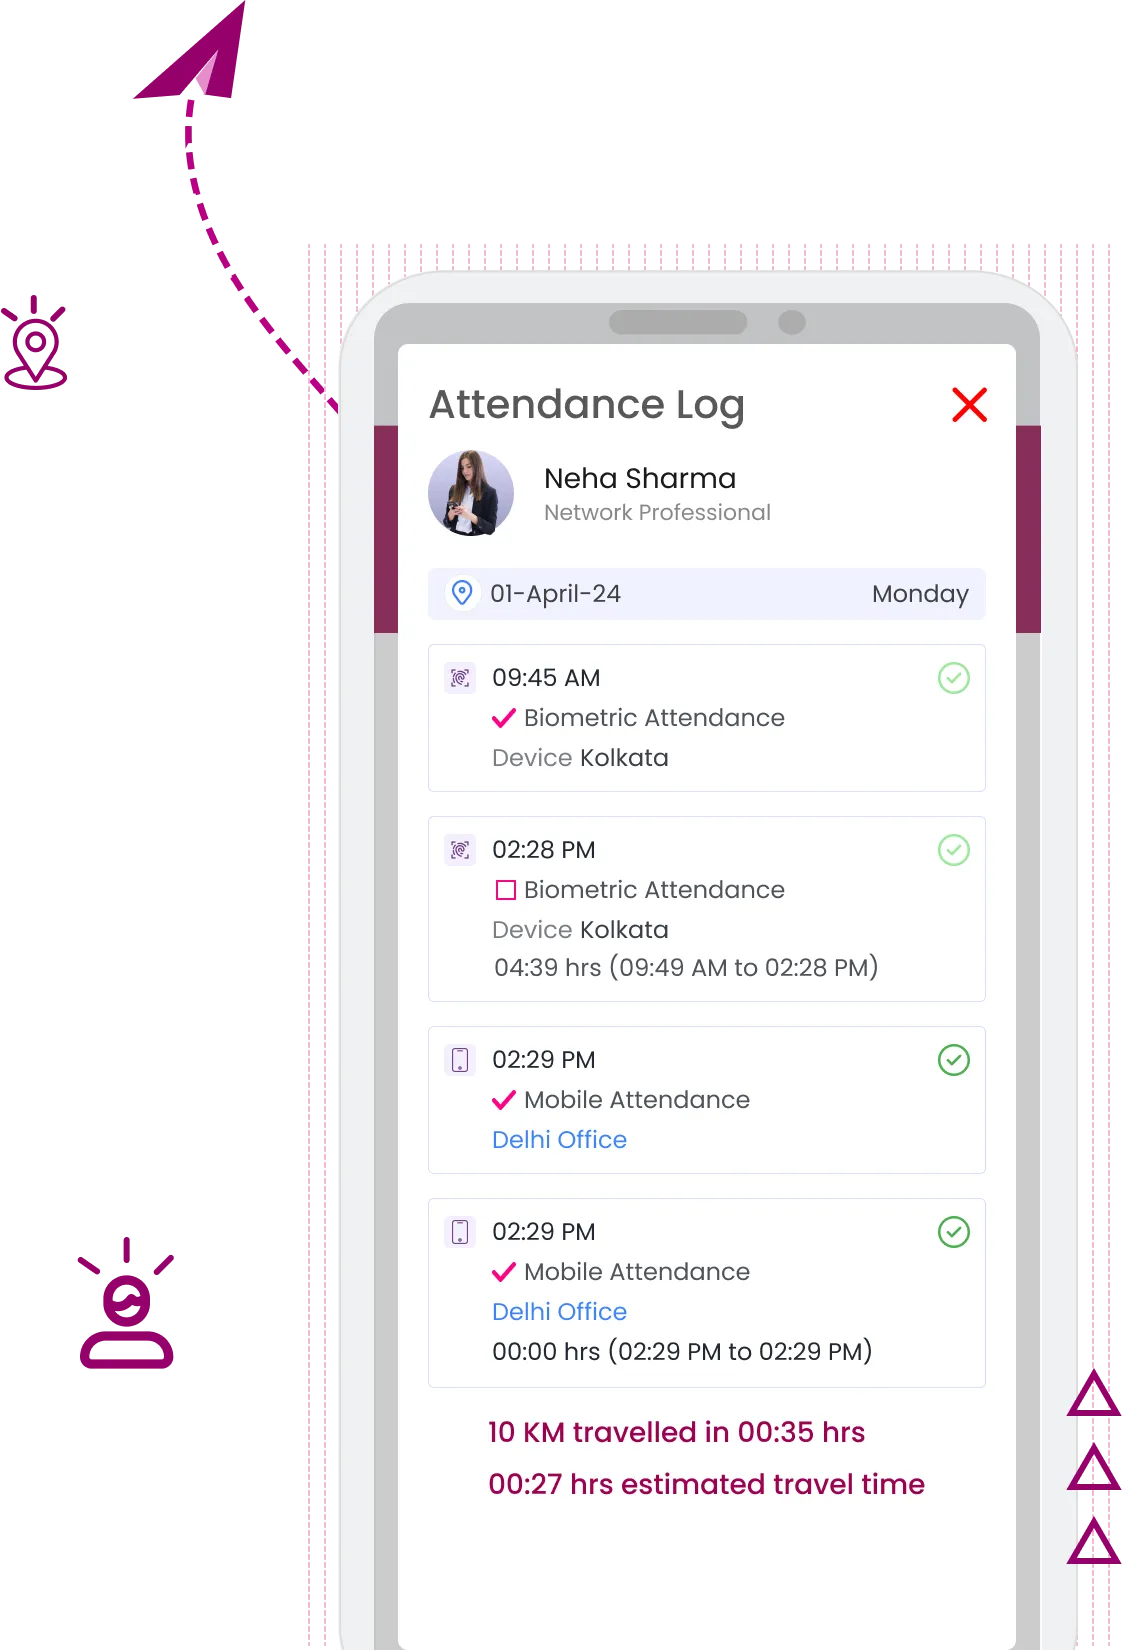 Attendance Log
Neha Sharma
Network Professional
01-April-24 Monday
09:45 AM
Biometric Attendance
Device Kolkata
02:28 PM
Biometric Attendance
Device Kolkata
04:39 hrs (09:49 AM to 02:28 PM)
02:29 PM
Mobile Attendance
Delhi Office
02:29 PM
Mobile Attendance
Delhi Office
00:00 hrs (02:29 PM to 02:29 PM)
10 KM travelled in 00:35 hrs
00:27 hrs estimated travel time